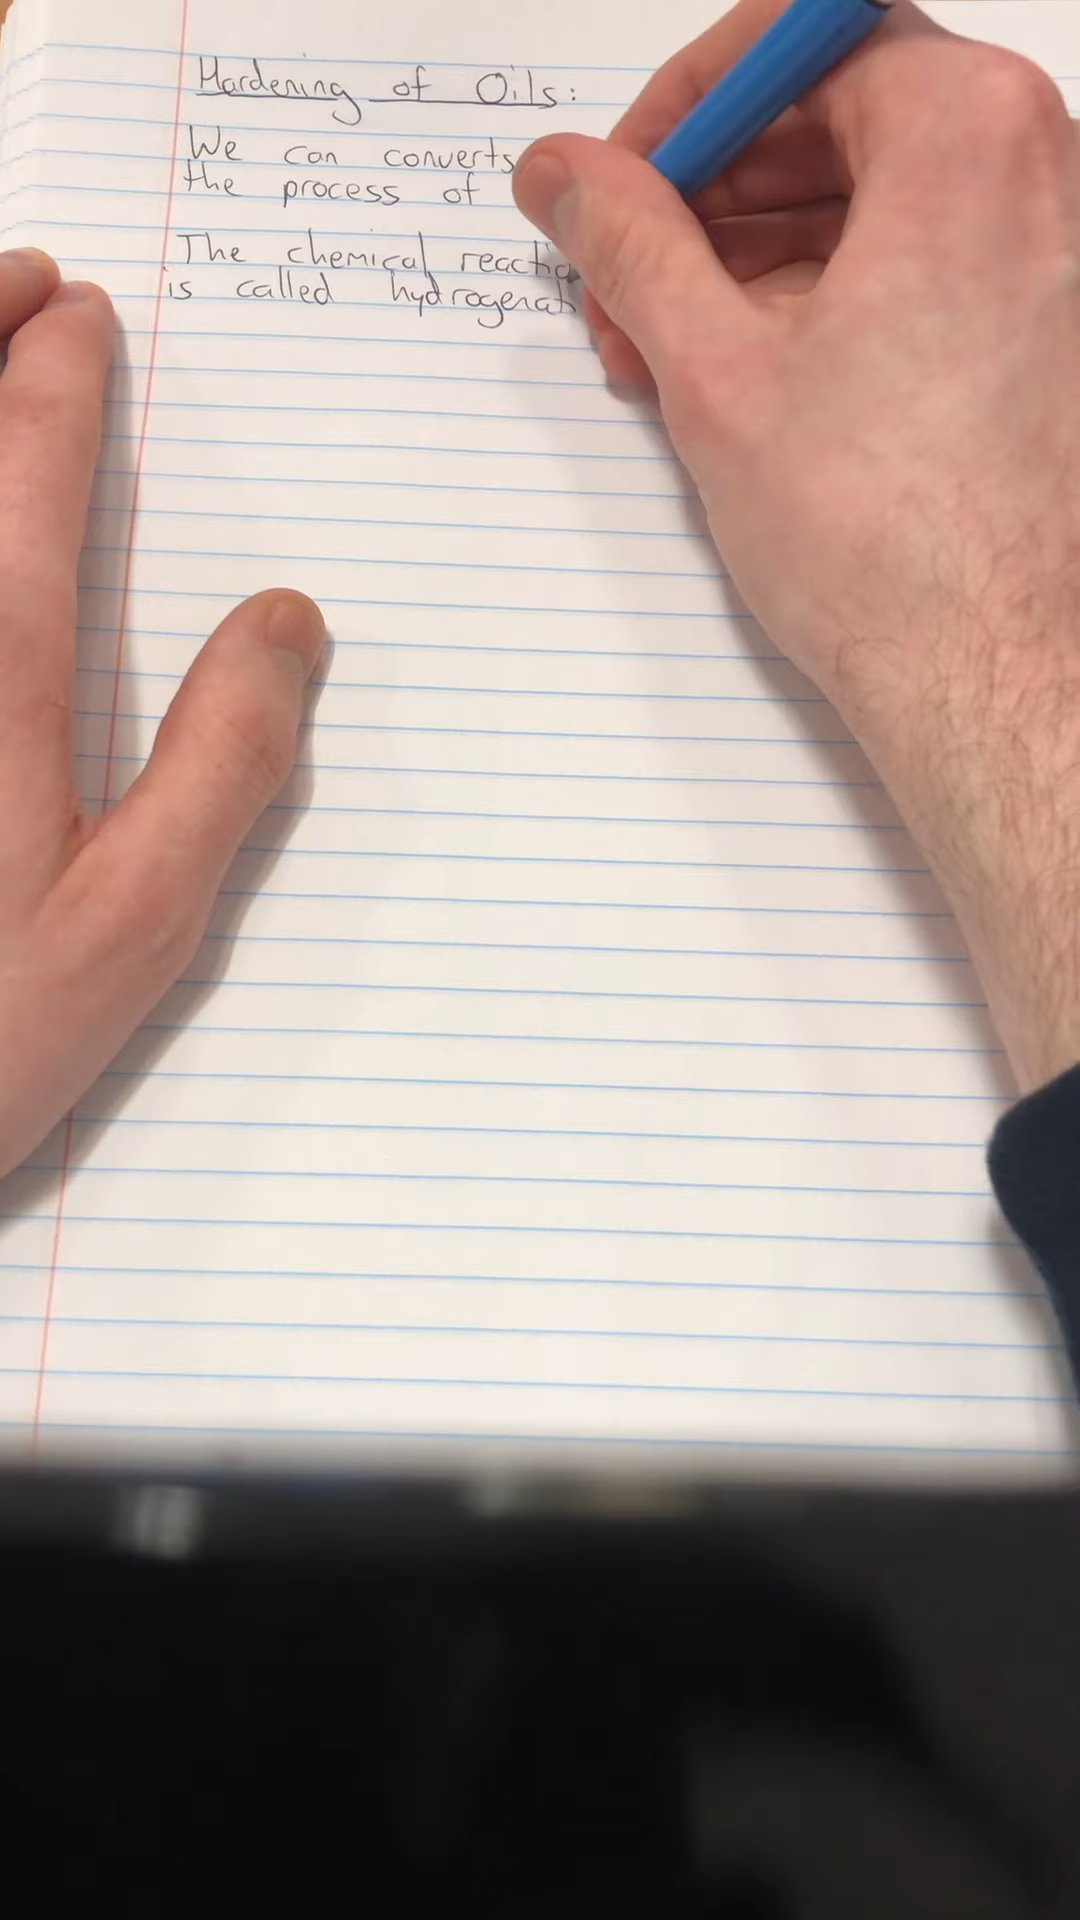 Hardening of Oils:
We can converts
the process of
The chemical
is called